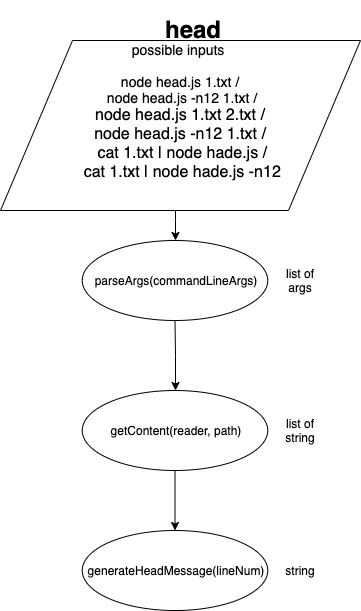 head
possible inputs
node head.js 1.txt /
node head.js -n12 1.txt /
node head.js 1.txt 2.txt /
node head.js -n12 1.txt /
cat 1.txt | node hade.js /
cat 1.txt | node hade.js -n12
parseArgs(commandLineArgs)
list of
args
getContent(reader, path)
list of
string
generateHeadMessage(lineNum)
string